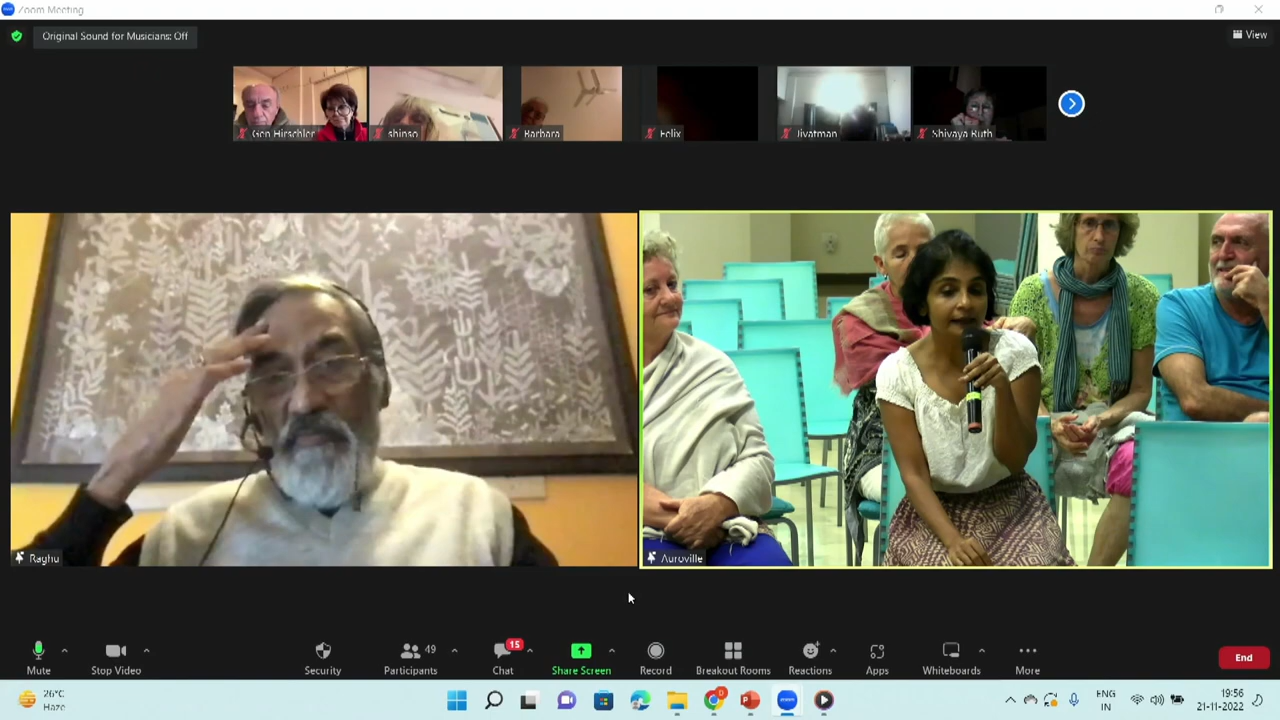 Zoom Meeting
Original Sound for Musicians: Off
View
Gen Hirschler
shinso
Barbara
Felix
Jivatman
Shivaya Ruth
Raghu
Auroville
Mute
Stop Video
Security
49
Participants
15
Chat
Share Screen
Record
Breakout Rooms
Reactions
Apps
Whiteboards
More
End
26°C
Haze
zoom
D
ENG
IN
19:56
21-11-2022